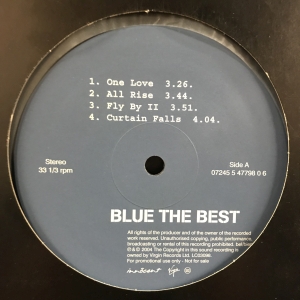 1. One Love 3.26.
2. All Rise 3.44.
3. Fly By II 3.51.
4. Curtain Falls 4.04.
Stereo
33 1/3 rpm
Side A
07245 5 47798 0 6
BLUE THE BEST
All rights of the producer and of the owner of the recorded
work reserved. Unauthorised copying, public performance,
broadcasting or rental of this recording prohibited.
℗ & © 2004 The Copyright in this sound recording is
owned by Virgin Records Ltd. LC03098.
For promotional use only - Not for sale
innocent Virgin